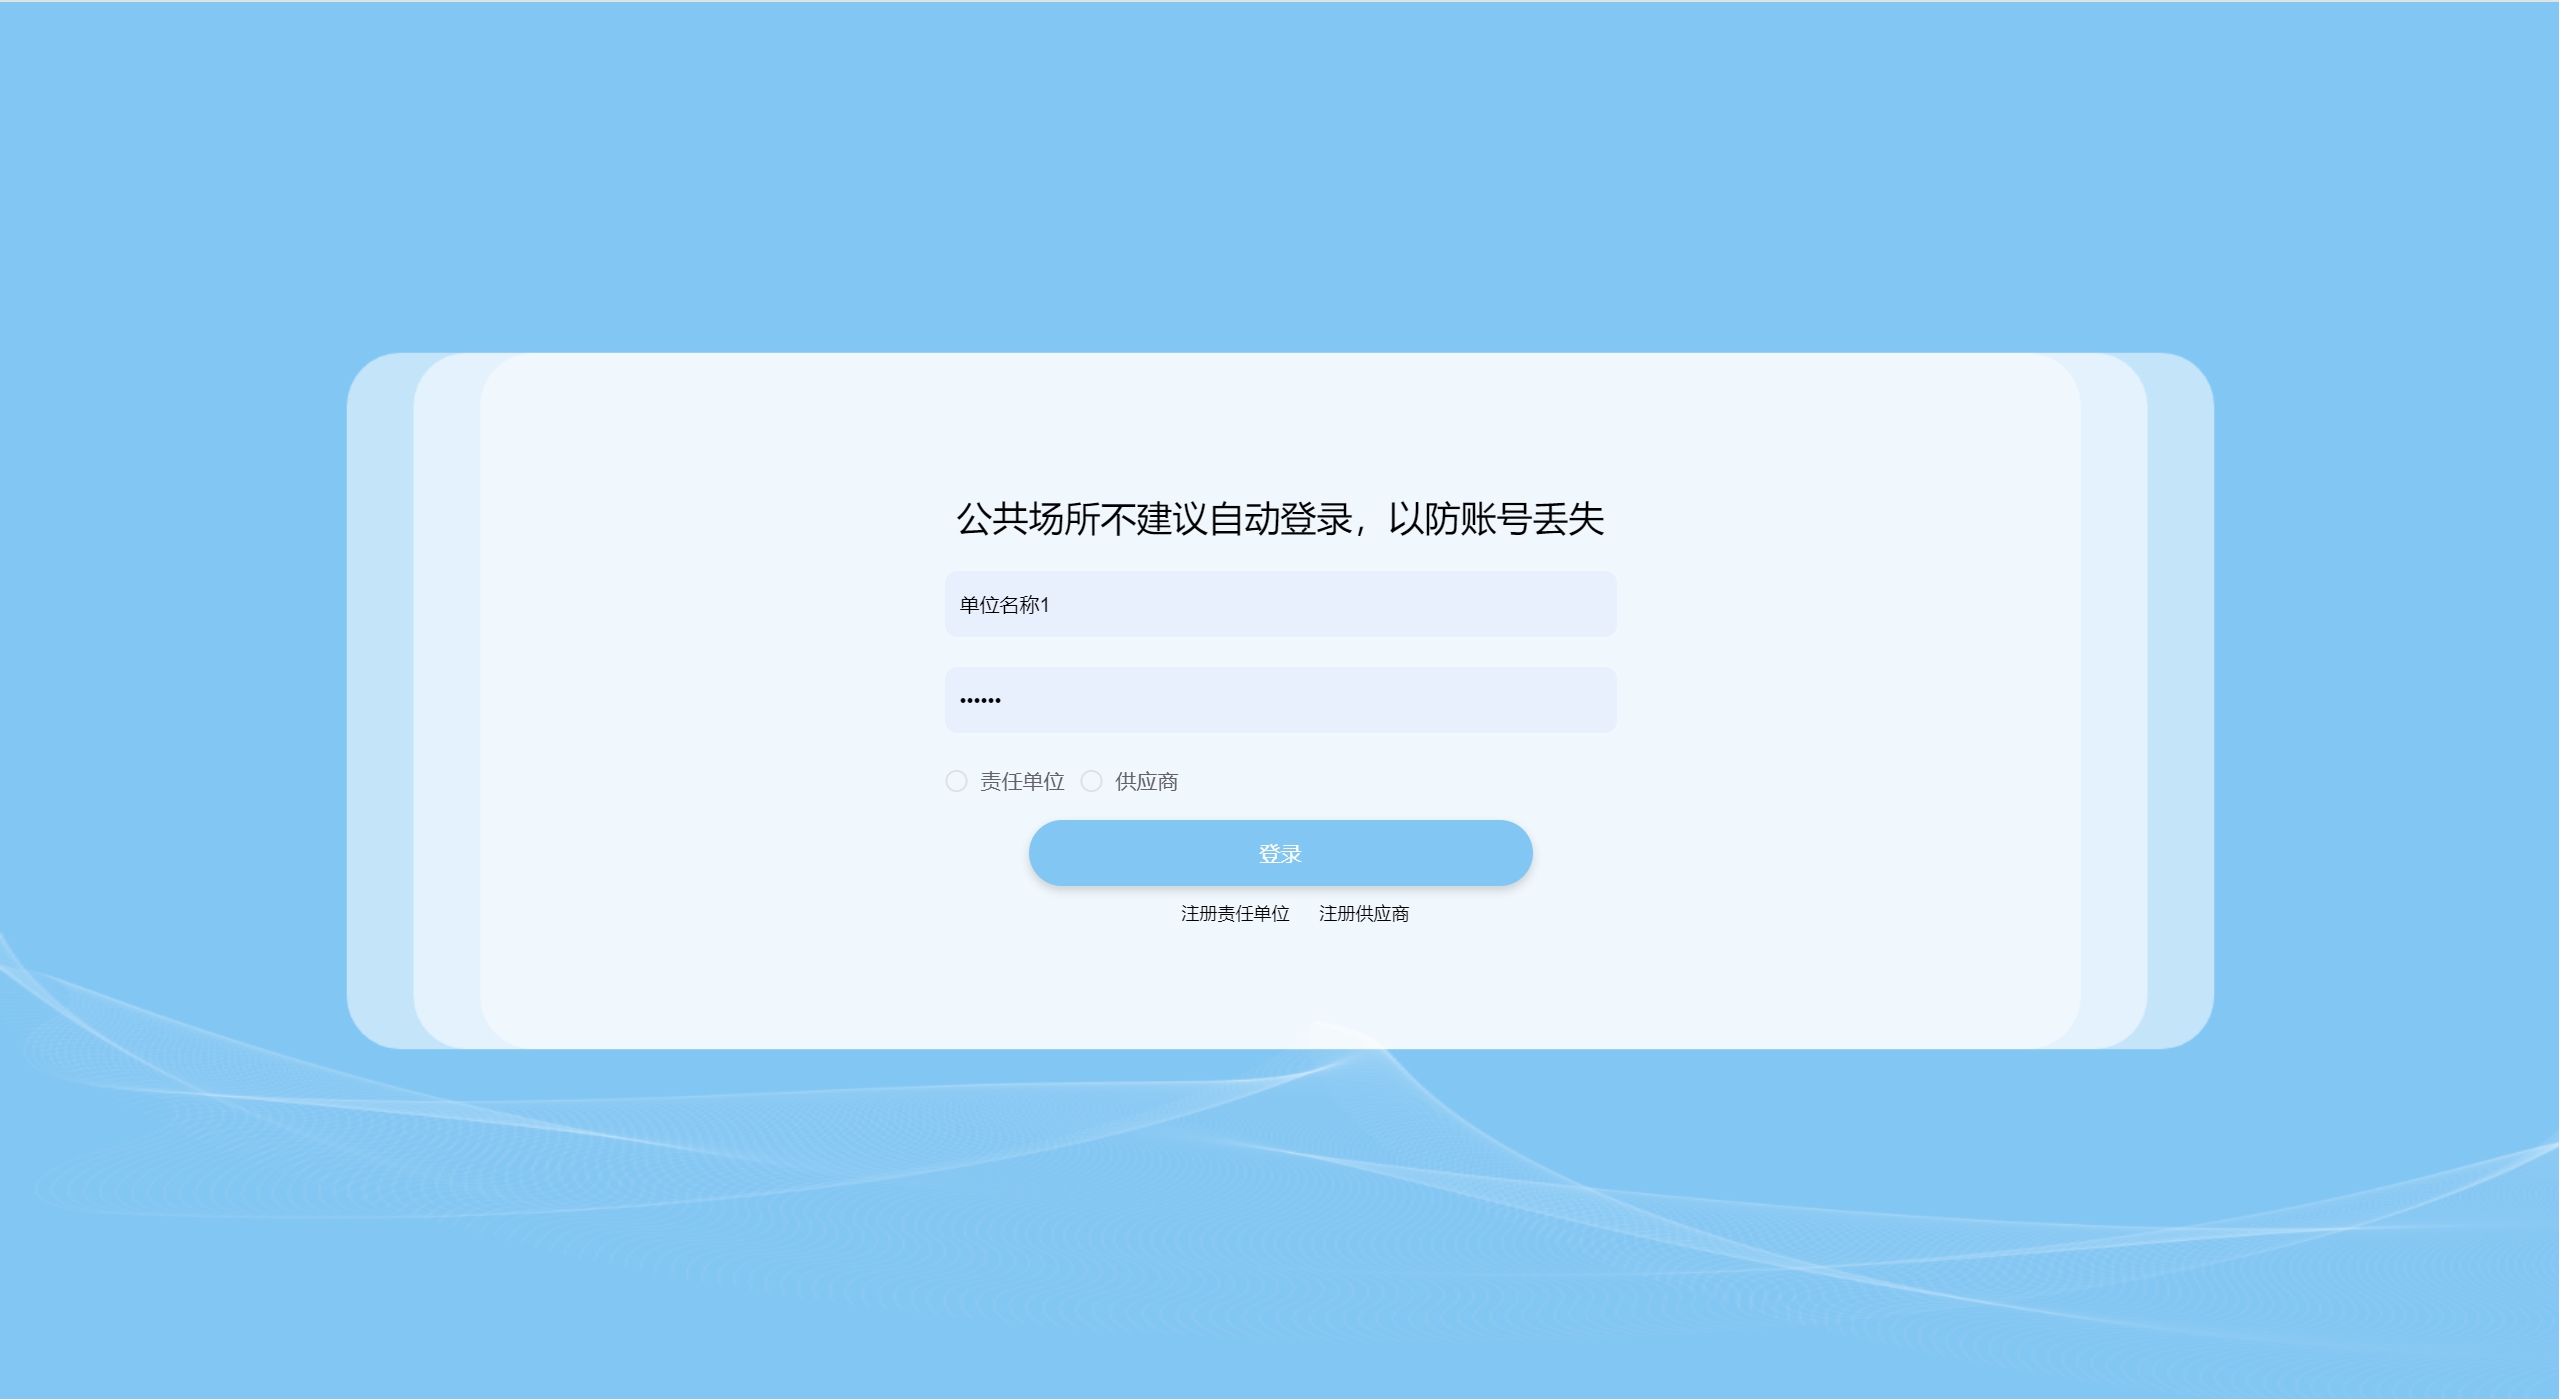 公共场所不建议自动登录，以防账号丢失
单位名称1
••••••
责任单位 供应商
登录
注册责任单位 注册供应商